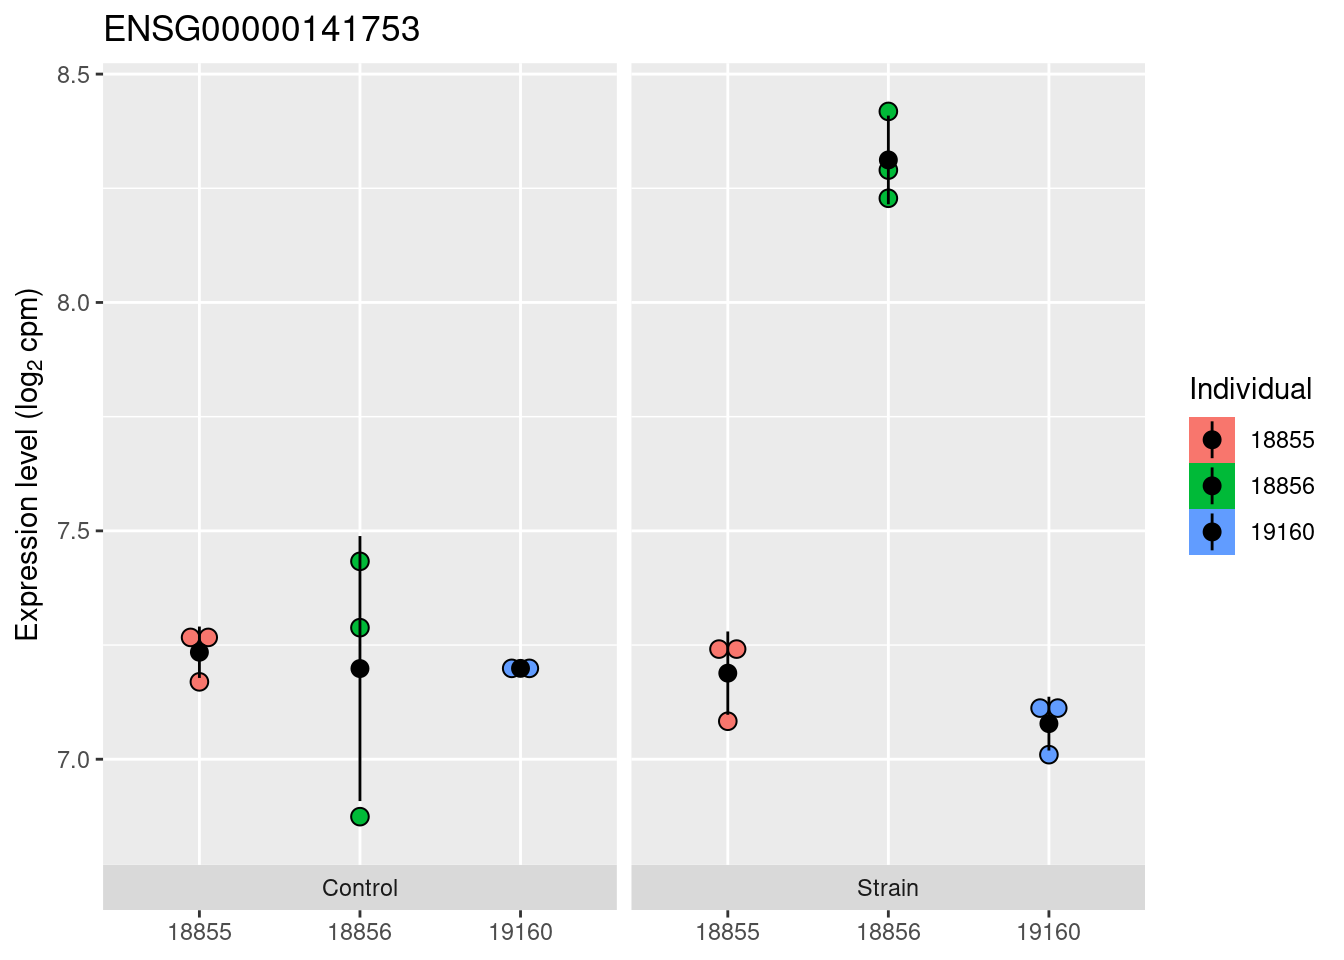 ENSG00000141753
8.5
8.0
7.5
7.0
Expression level (log₂ cpm)
Control
Strain
18855
18856
19160
18855
18856
19160
Individual
18855
18856
19160